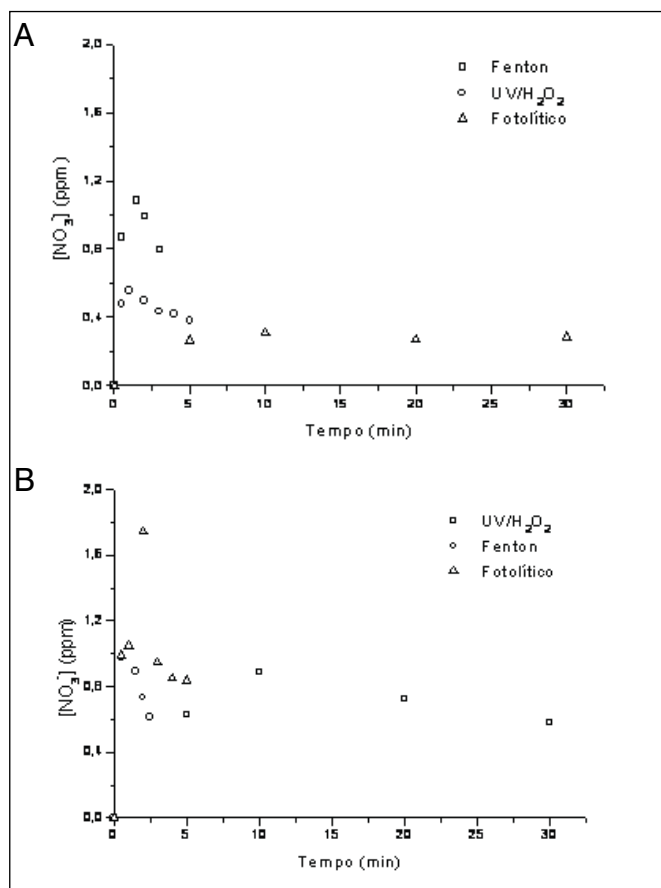 A
2,0
1,6
1,2
0,8
0,4
0,0
[NO₃⁻] (ppm)
Fenton
UV/H₂O₂
Fotolítico
0 5 10 15 20 25 30
Tempo (min)
B
2,0
1,6
1,2
0,8
0,4
0,0
[NO₃⁻] (ppm)
UV/H₂O₂
Fenton
Fotolítico
0 5 10 15 20 25 30
Tempo (min)